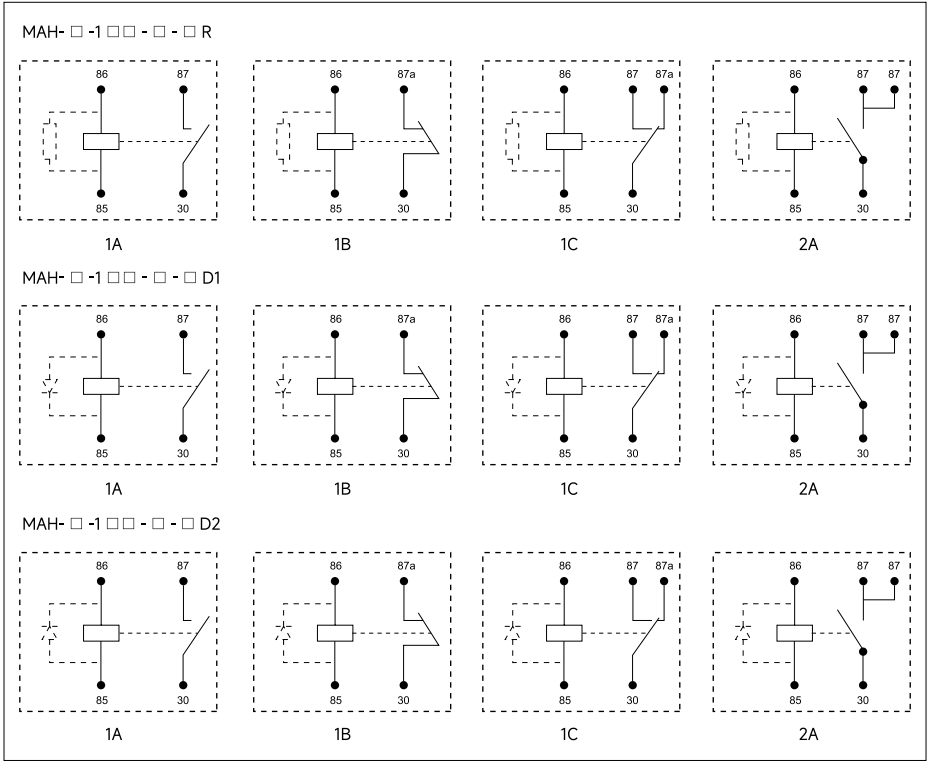 MAH- □ -1 □ □ - □ - □ R
86 87 86 87a 86 87 87a 86 87 87
85 30 85 30 85 30 85 30
1A 1B 1C 2A
MAH- □ -1 □ □ - □ - □ D1
86 87 86 87a 86 87 87a 86 87 87
85 30 85 30 85 30 85 30
1A 1B 1C 2A
MAH- □ -1 □ □ - □ - □ D2
86 87 86 87a 86 87 87a 86 87 87
85 30 85 30 85 30 85 30
1A 1B 1C 2A